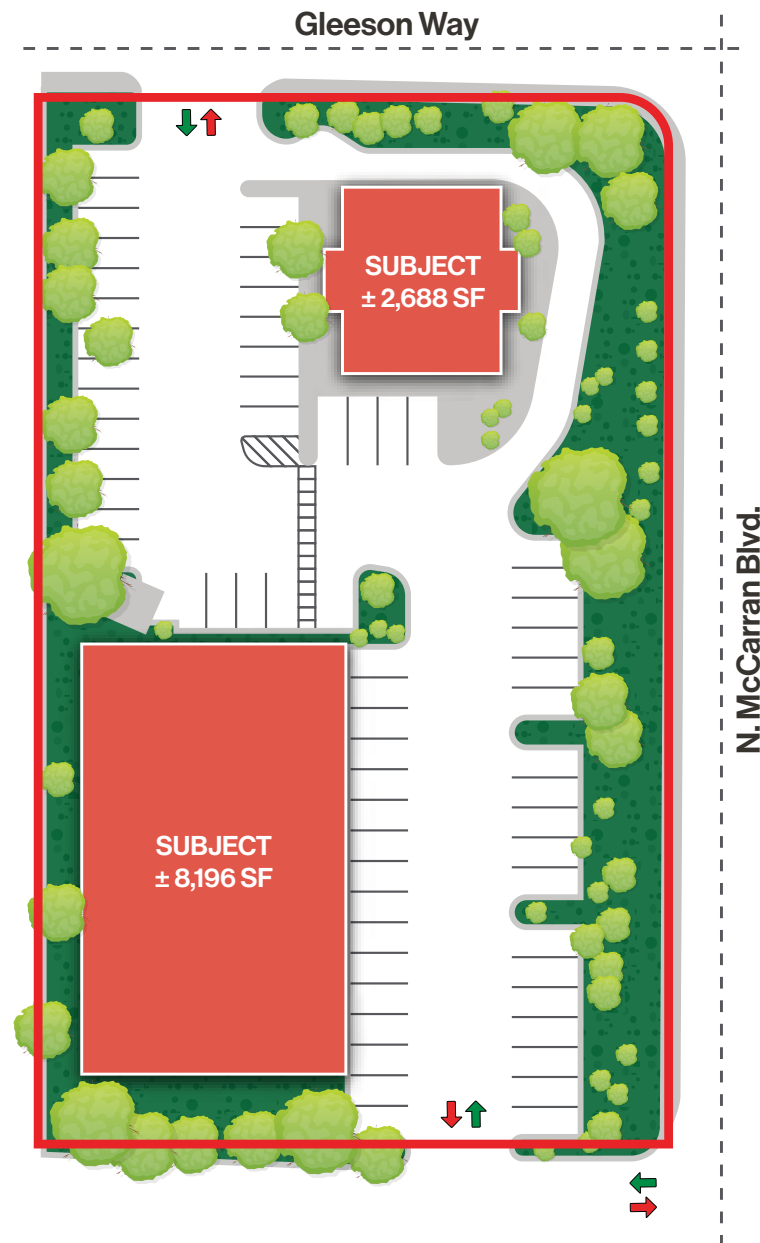 Gleeson Way
SUBJECT
± 2,688 SF
N. McCarran Blvd.
SUBJECT
± 8,196 SF